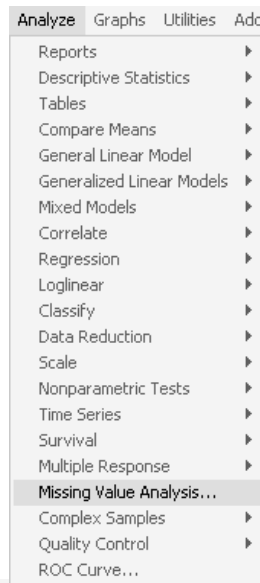 Analyze Graphs Utilities Add
Reports
Descriptive Statistics
Tables
Compare Means
General Linear Model
Generalized Linear Models
Mixed Models
Correlate
Regression
Loglinear
Classify
Data Reduction
Scale
Nonparametric Tests
Time Series
Survival
Multiple Response
Missing Value Analysis...
Complex Samples
Quality Control
ROC Curve...